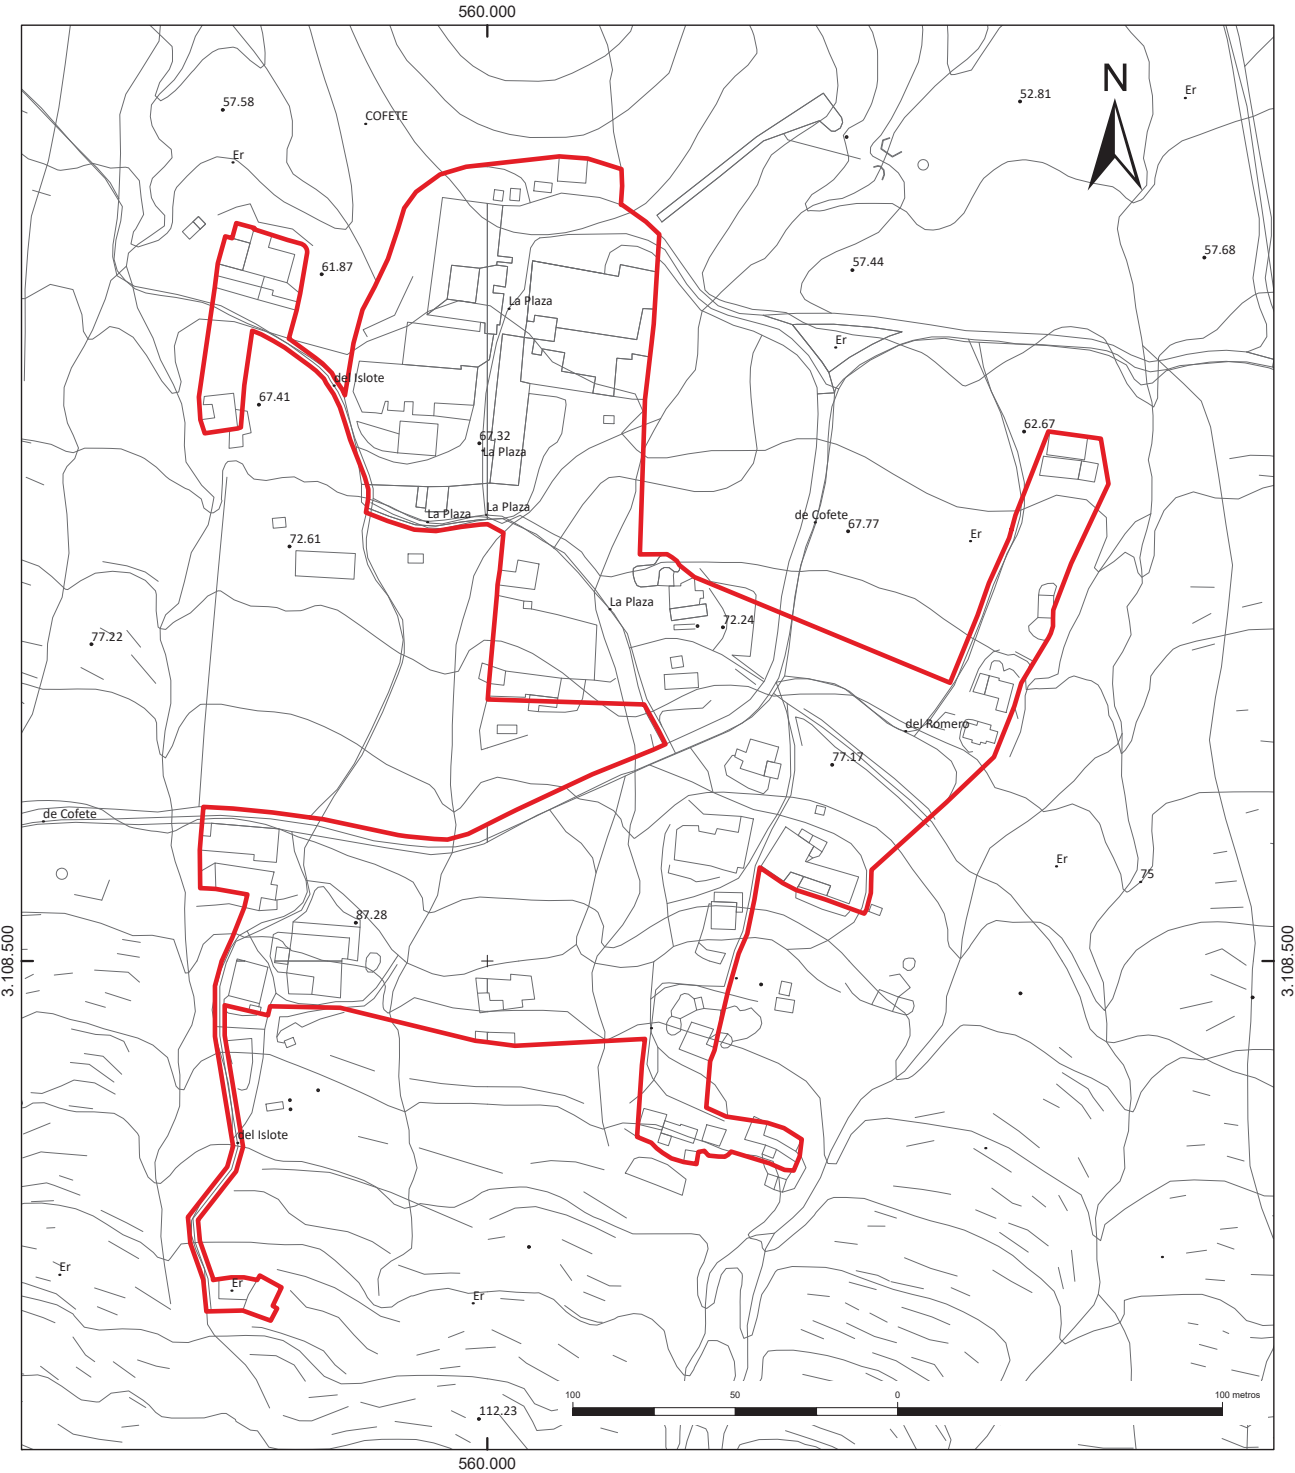 560.000
N
57.58
COFETE
52.81
Er
Er
61.87
57.44
57.68
La Plaza
Er
del Islote
67.41
67.32
La Plaza
62.67
La Plaza
La Plaza
de Cofete
67.77
Er
72.61
La Plaza
72.24
77.22
del Romero
77.17
de Cofete
Er
75
87.28
3.108.500
3.108.500
del Islote
Er
Er
Er
112.23
100
50
0
100 metros
560.000